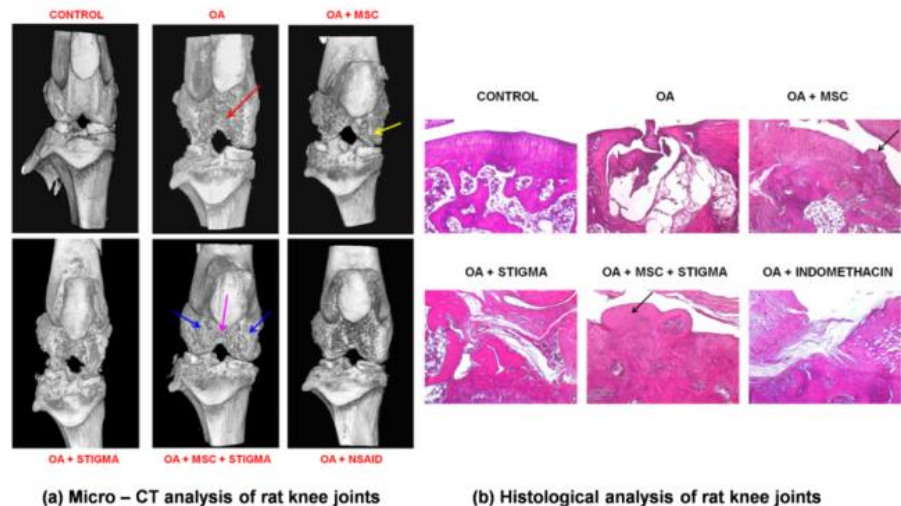 CONTROL
OA
OA + MSC
OA + STIGMA
OA + MSC + STIGMA
OA + NSAID
(a) Micro – CT analysis of rat knee joints
CONTROL
OA
OA + MSC
OA + STIGMA
OA + MSC + STIGMA
OA + INDOMETHACIN
(b) Histological analysis of rat knee joints